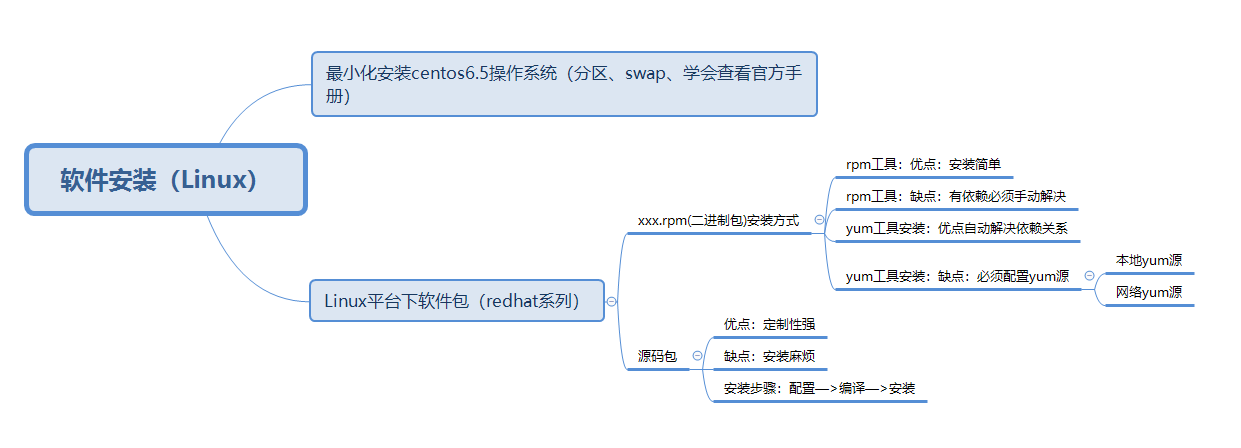 最小化安装centos6.5操作系统（分区、swap、学会查看官方手
册）
软件安装（Linux）
rpm工具：优点：安装简单
rpm工具：缺点：有依赖必须手动解决
xxx.rpm(二进制包)安装方式
yum工具安装：优点自动解决依赖关系
yum工具安装：缺点：必须配置yum源
本地yum源
网络yum源
Linux平台下软件包（redhat系列）
源码包
优点：定制性强
缺点：安装麻烦
安装步骤：配置—>编译—>安装